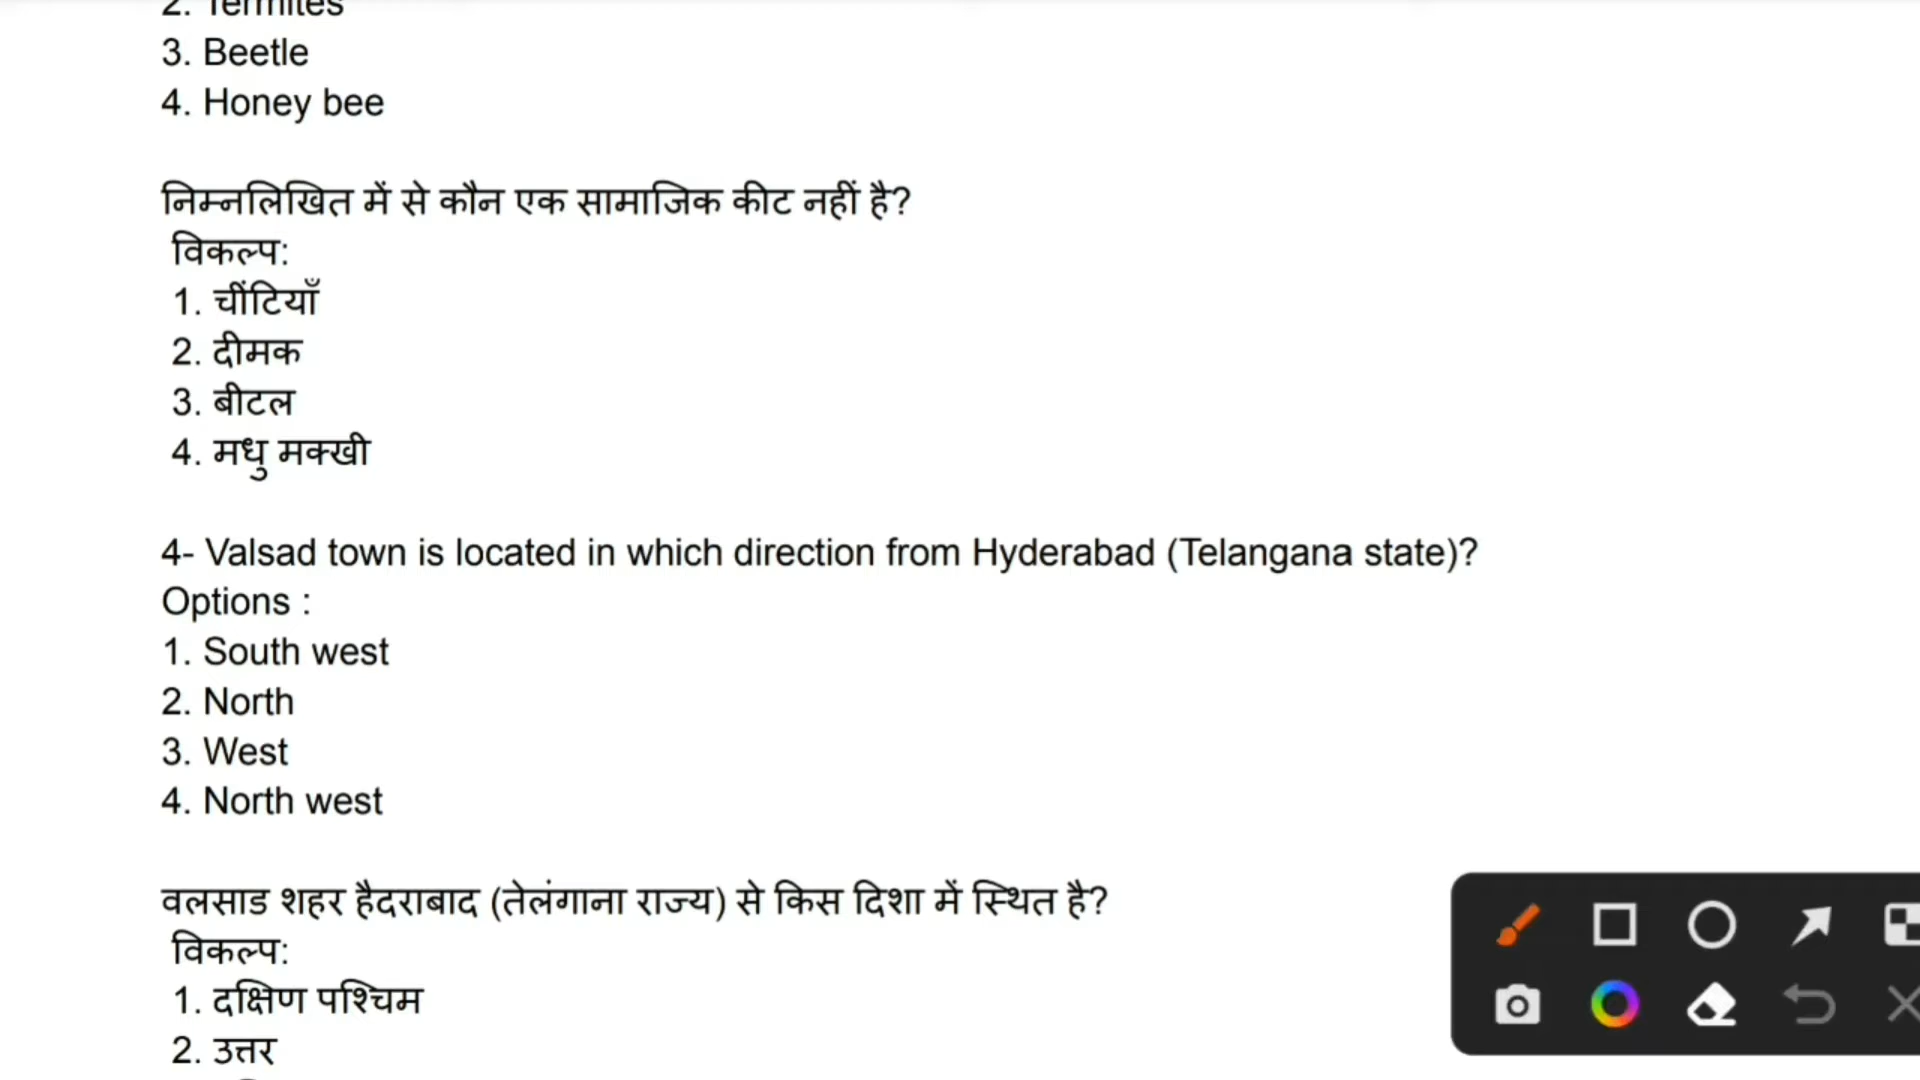 2. Termites
3. Beetle
4. Honey bee
निम्नलिखित में से कौन एक सामाजिक कीट नहीं है?
विकल्प:
1. चींटियाँ
2. दीमक
3. बीटल
4. मधु मक्खी
4- Valsad town is located in which direction from Hyderabad (Telangana state)?
Options :
1. South west
2. North
3. West
4. North west
वलसाड शहर हैदराबाद (तेलंगाना राज्य) से किस दिशा में स्थित है?
विकल्प:
1. दक्षिण पश्चिम
2. उत्तर